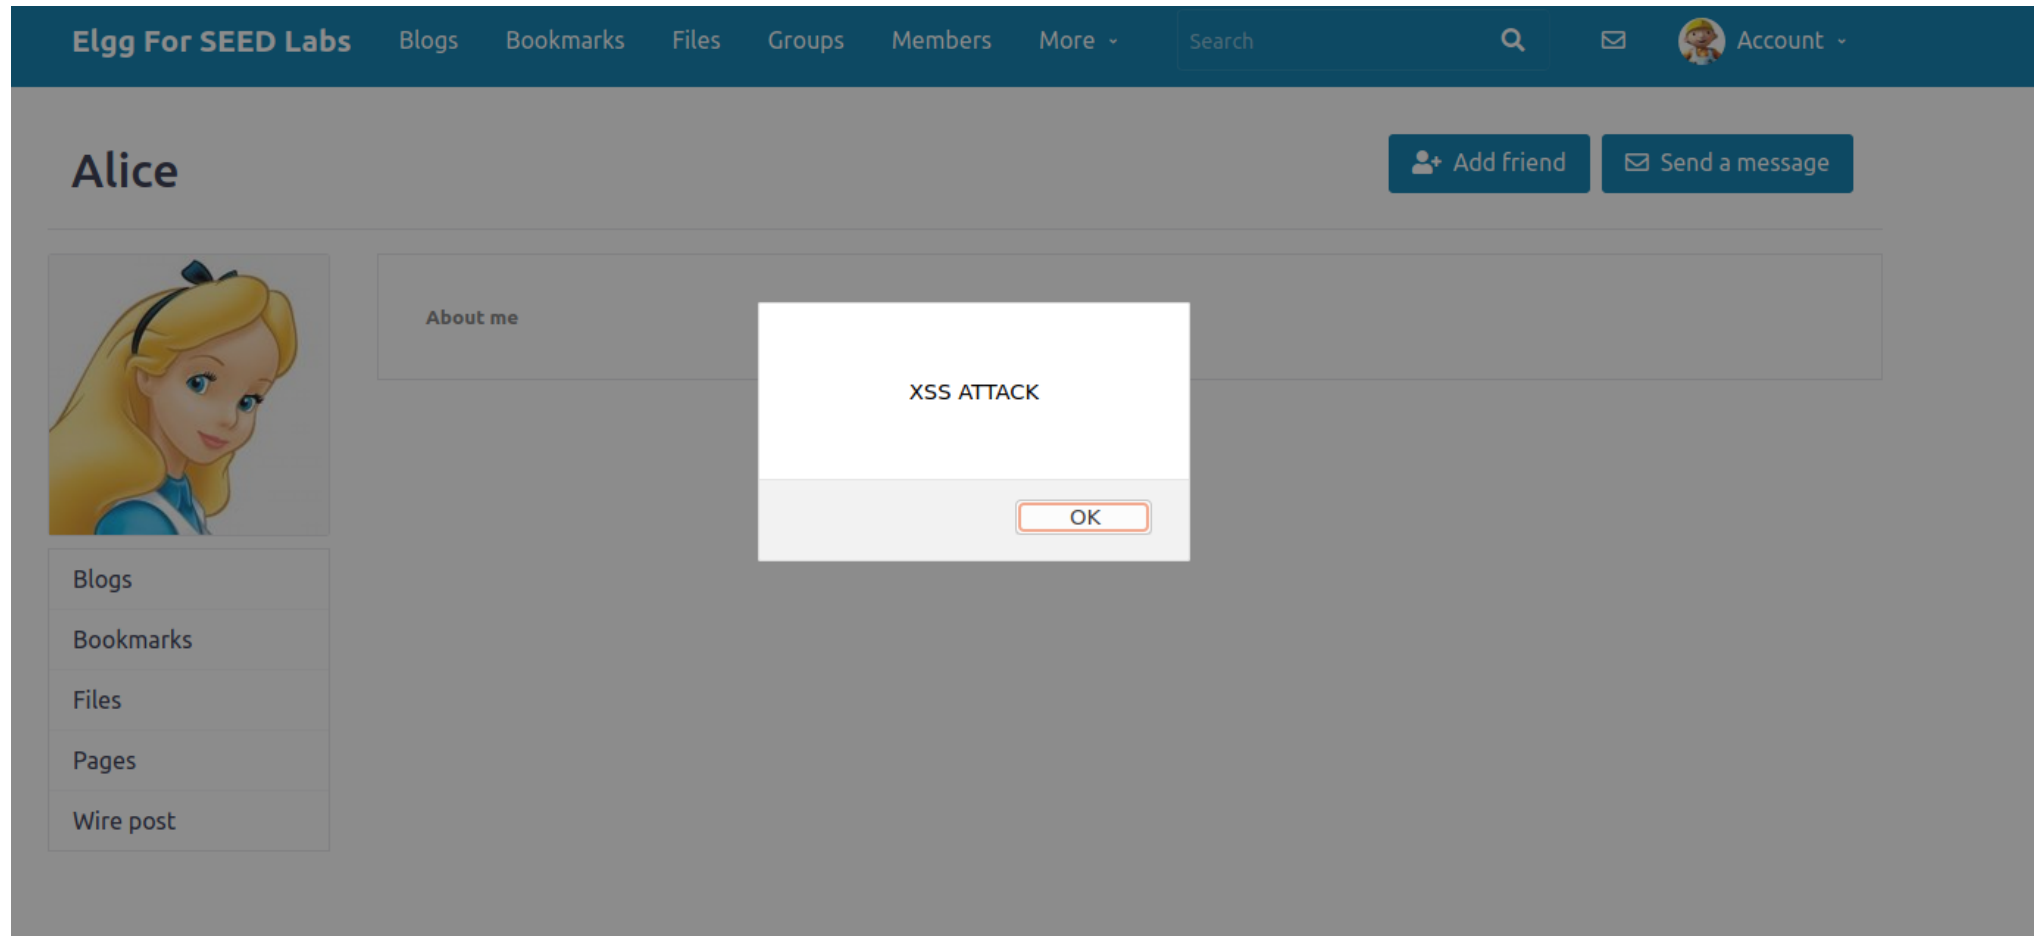 Elgg For SEED Labs Blogs Bookmarks Files Groups Members More Search Account
Alice
Add friend Send a message
About me
XSS ATTACK
OK
Blogs
Bookmarks
Files
Pages
Wire post